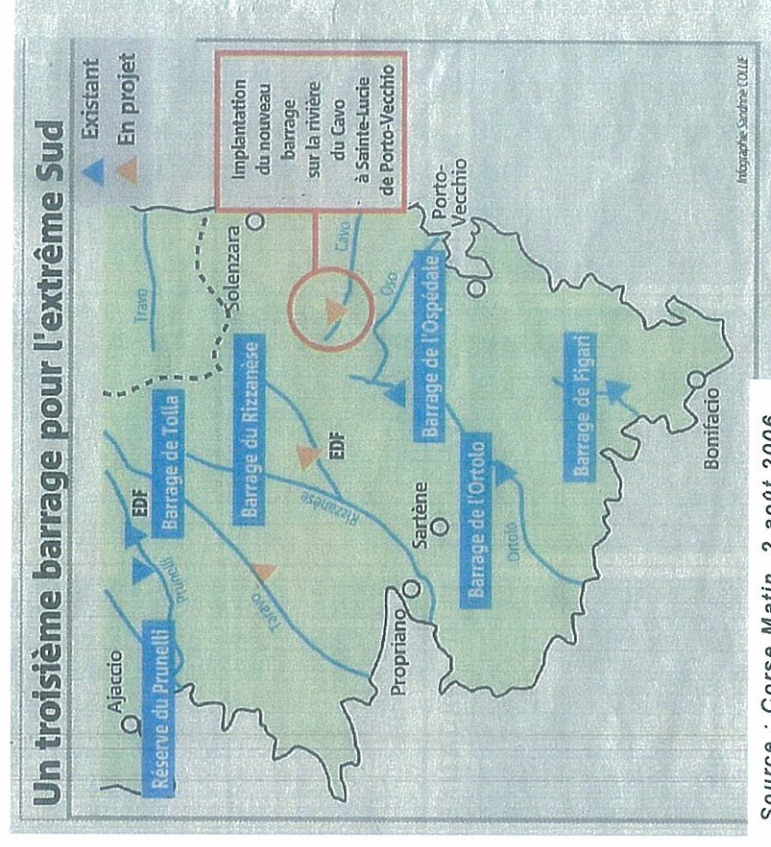 Un troisième barrage pour l'extrême Sud
Existant
En projet
Implantation
du nouveau
barrage
sur la rivière
du Cavo
à Sainte-Lucie
de Porto-Vecchio
Travo
Solenzara
Cavo
Oso
Porto-
Vecchio
EDF
Barrage de Tolla
Barrage du Rizzanèse
EDF
Rizzanèse
Barrage de l'Ospédale
Barrage de Figari
Bonifacio
Barrage de l'Ortolo
Ortolo
Sartène
Propriano
Taravo
Prunelli
Réserve du Prunelli
Ajaccio
Infographie Sandrine COLLE
Source : Corse Matin, 2 août 2006